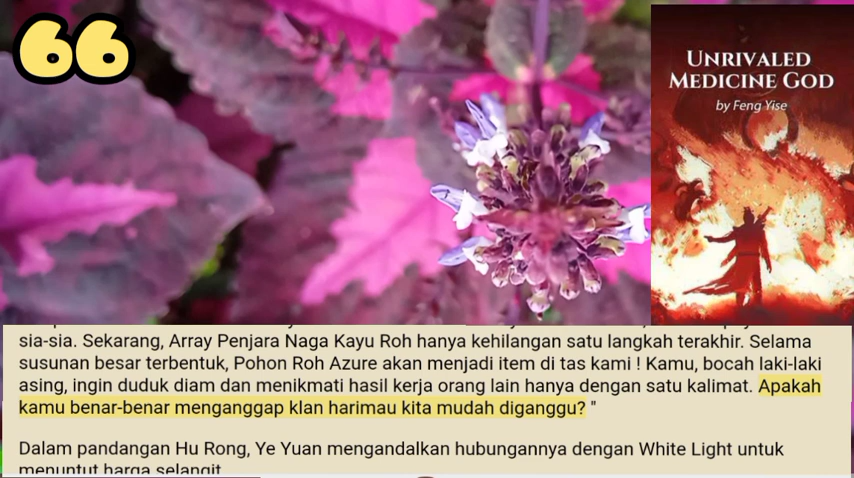 66
UNRIVALED
MEDICINE GOD
by Feng Yise
sia-sia. Sekarang, Array Penjara Naga Kayu Roh hanya kehilangan satu langkah terakhir. Selama
susunan besar terbentuk, Pohon Roh Azure akan menjadi item di tas kami ! Kamu, bocah laki-laki
asing, ingin duduk diam dan menikmati hasil kerja orang lain hanya dengan satu kalimat. Apakah
kamu benar-benar menganggap klan harimau kita mudah diganggu? "
Dalam pandangan Hu Rong, Ye Yuan mengandalkan hubungannya dengan White Light untuk
menuntut harga selangit